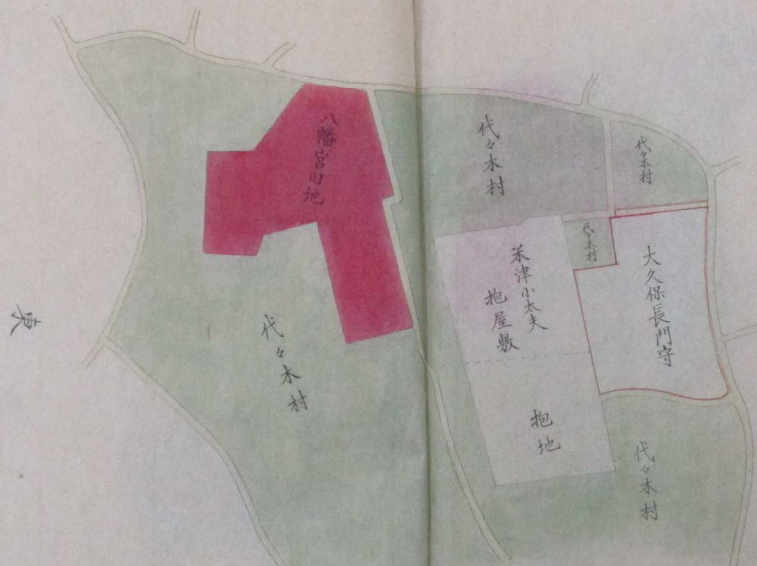 代々木村
代々木村
大久保長門守
代々木村
米津小太夫
抱屋敷
抱地
代々木村
八幡宮旧地
代々木村
東